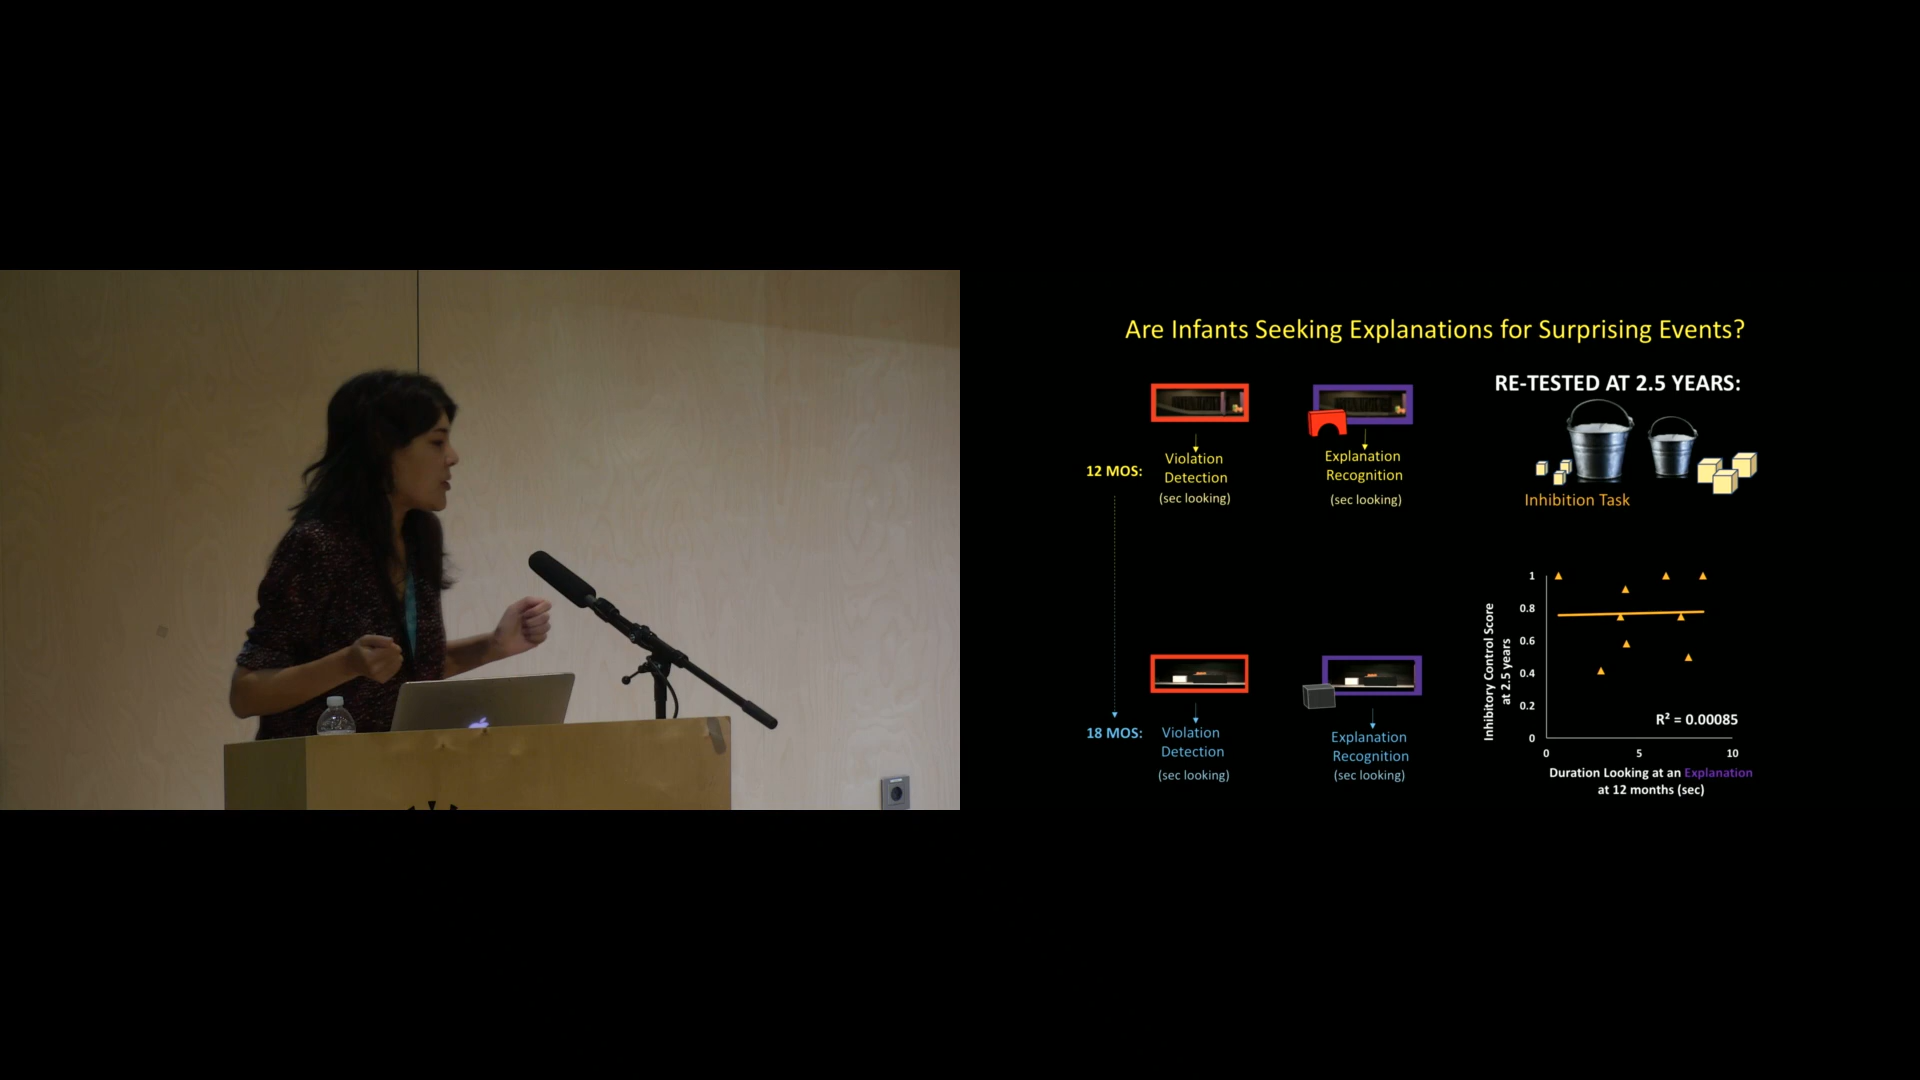 Are Infants Seeking Explanations for Surprising Events?
RE-TESTED AT 2.5 YEARS:
12 MOS:
Violation
Detection
(sec looking)
Explanation
Recognition
(sec looking)
Inhibition Task
18 MOS:
Violation
Detection
(sec looking)
Explanation
Recognition
(sec looking)
Inhibitory Control Score
at 2.5 years
1
0.8
0.6
0.4
0.2
0
R² = 0.00085
0 5 10
Duration Looking at an Explanation
at 12 months (sec)